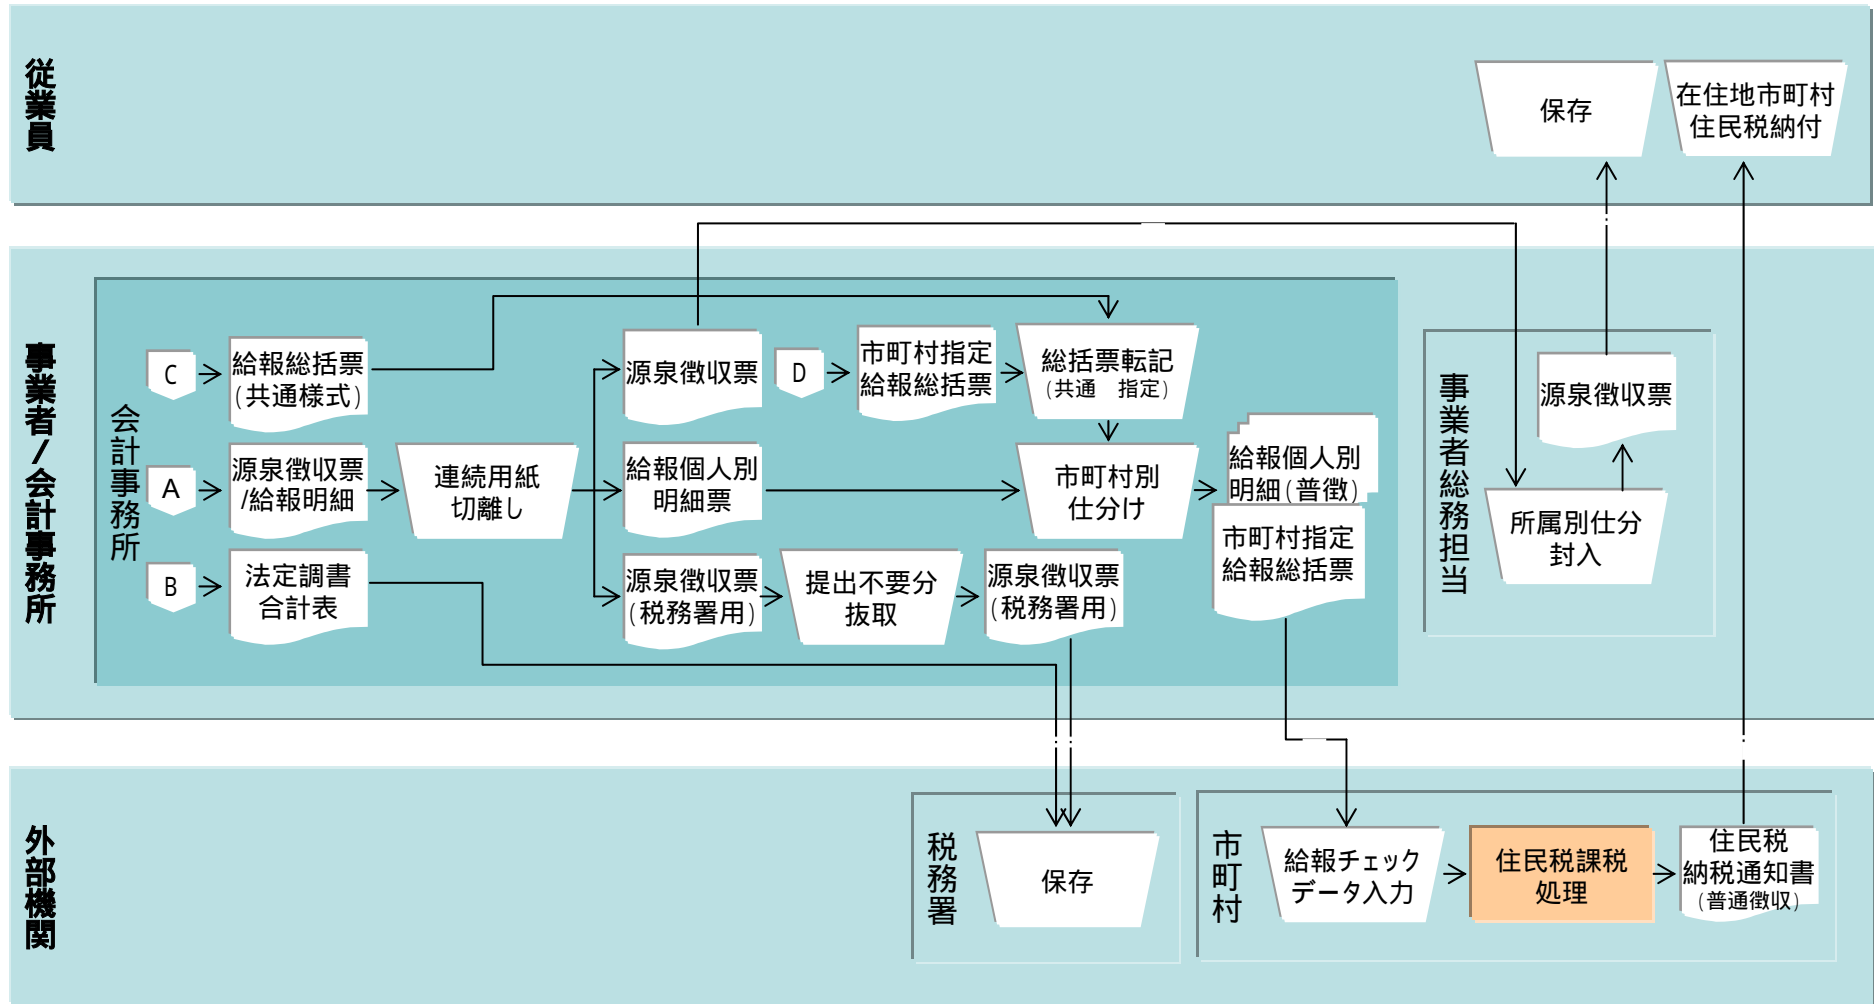 従業員
保存
在住地市町村
住民税納付
事業者/会計事務所
会計事務所
C
給報総括票
(共通様式)
A
源泉徴収票
/給報明細
B
法定調書
合計表
連続用紙
切離し
源泉徴収票
給報個人別
明細票
源泉徴収票
(税務署用)
D
市町村指定
給報総括票
総括票転記
(共通　指定)
市町村別
仕分け
提出不要分
抜取
源泉徴収票
(税務署用)
給報個人別
明細(普徴)
市町村指定
給報総括票
事業者総務担当
源泉徴収票
所属別仕分
封入
外部機関
税務署
保存
市町村
給報チェック
データ入力
住民税課税
処理
住民税
納税通知書
(普通徴収)